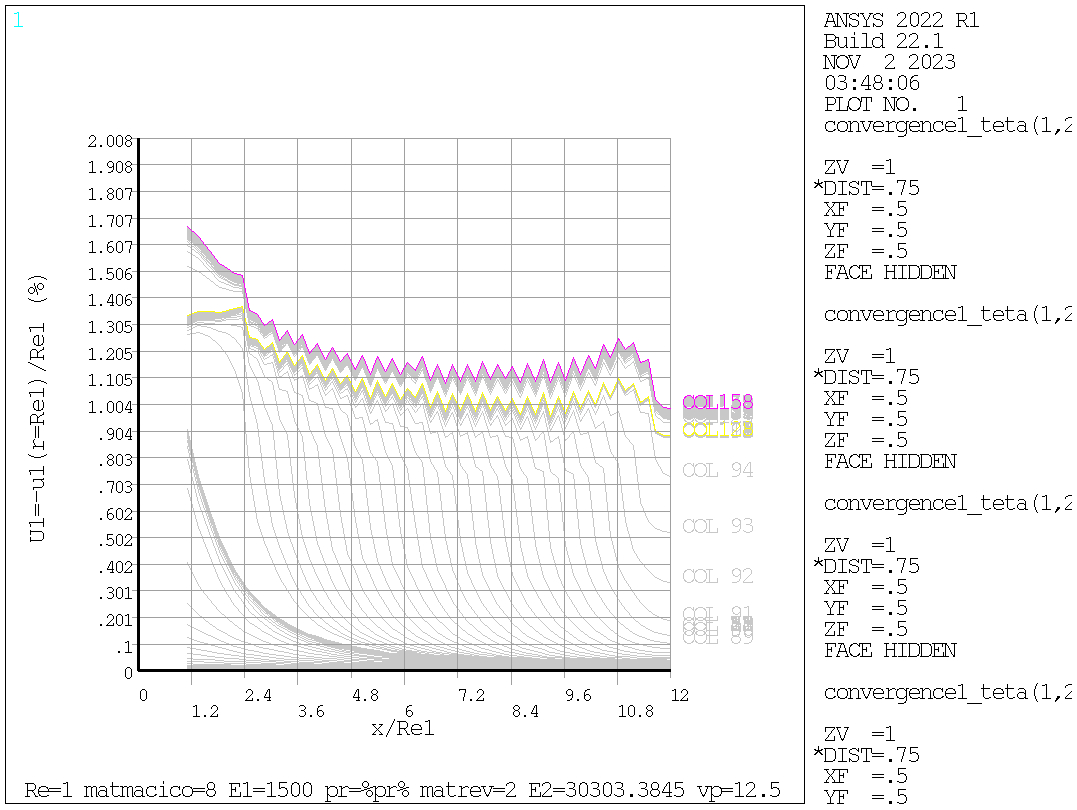 1
ANSYS 2022 R1
Build 22.1
NOV 2 2023
03:48:06
PLOT NO. 1
convergence1_teta(1,2
ZV =1
*DIST=.75
XF =.5
YF =.5
ZF =.5
FACE HIDDEN
convergence1_teta(1,2
ZV =1
*DIST=.75
XF =.5
YF =.5
ZF =.5
FACE HIDDEN
convergence1_teta(1,2
ZV =1
*DIST=.75
XF =.5
YF =.5
ZF =.5
FACE HIDDEN
convergence1_teta(1,2
ZV =1
*DIST=.75
XF =.5
YF =.5
U1=-u1(r=Re1)/Re1 (%)
2.008
1.908
1.807
1.707
1.607
1.506
1.406
1.305
1.205
1.105
1.004
.904
.803
.703
.602
.502
.402
.301
.201
.1
0
COL158
COL 94
COL 93
COL 92
COL 91
COL 89
0
1.2
2.4
3.6
4.8
6
7.2
8.4
9.6
10.8
12
x/Re1
Re=1 matmacico=8 E1=1500 pr=%pr% matrev=2 E2=30303.3845 vp=12.5